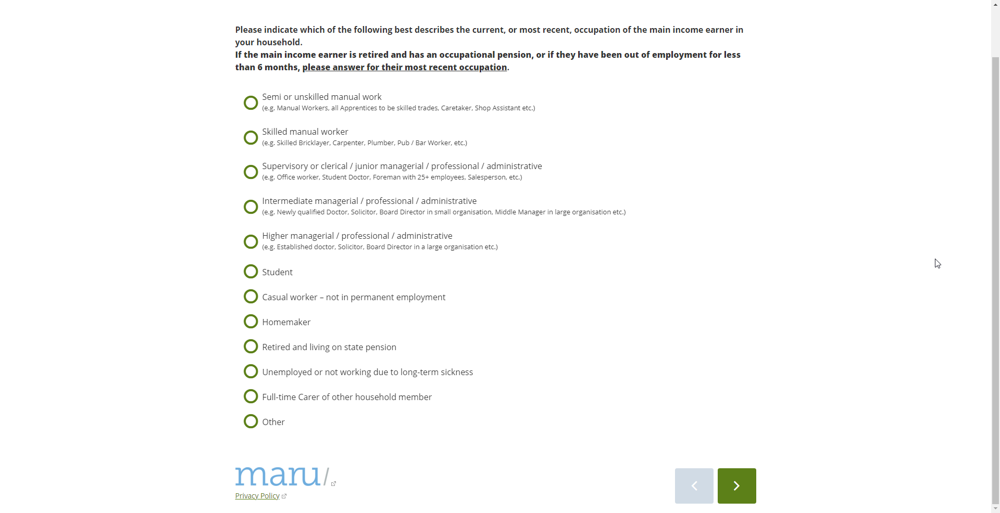 Please indicate which of the following best describes the current, or most recent, occupation of the main income earner in
your household.
If the main income earner is retired and has an occupational pension, or if they have been out of employment for less
than 6 months, please answer for their most recent occupation.
Semi or unskilled manual work
(e.g. Manual Workers, all Apprentices to be skilled trades, Caretaker, Shop Assistant etc.)
Skilled manual worker
(e.g. Skilled Bricklayer, Carpenter, Plumber, Pub / Bar Worker, etc.)
Supervisory or clerical / junior managerial / professional / administrative
(e.g. Office worker, Student Doctor, Foreman with 25+ employees, Salesperson, etc.)
Intermediate managerial / professional / administrative
(e.g. Newly qualified Doctor, Solicitor, Board Director in small organisation, Middle Manager in large organisation etc.)
Higher managerial / professional / administrative
(e.g. Established doctor, Solicitor, Board Director in a large organisation etc.)
Student
Casual worker – not in permanent employment
Homemaker
Retired and living on state pension
Unemployed or not working due to long-term sickness
Full-time Carer of other household member
Other
maru/
Privacy Policy